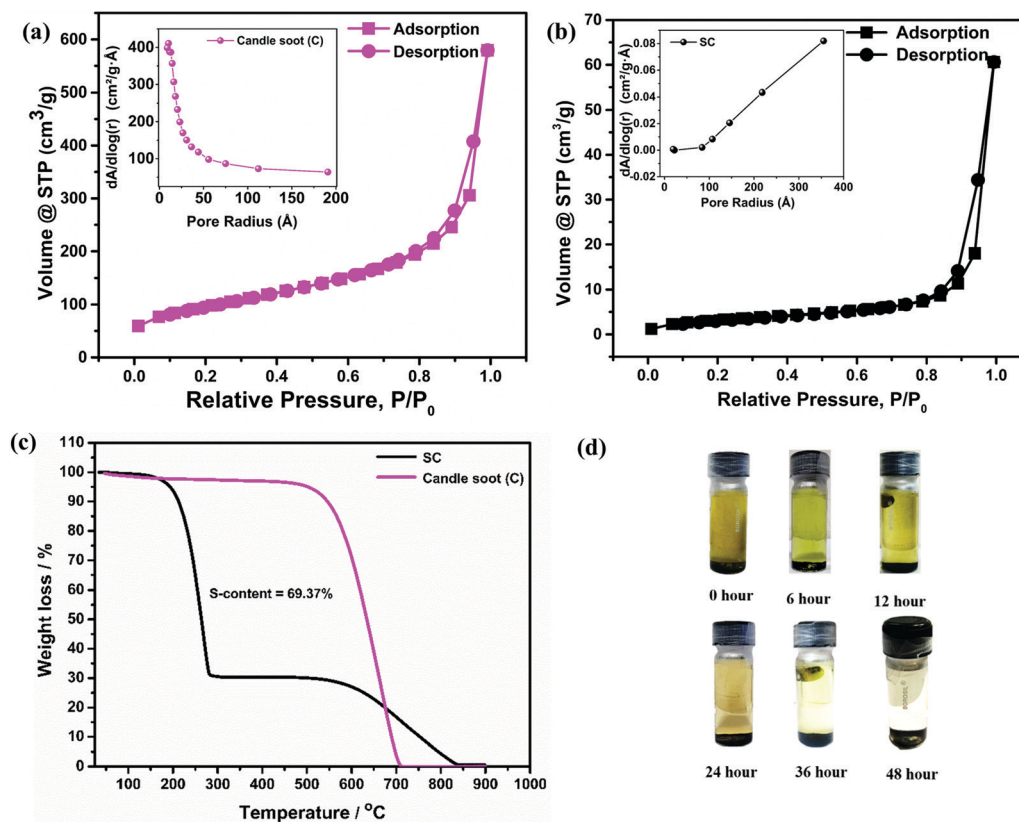 (a)
Candle soot (C)
Adsorption
Desorption
600
500
400
300
200
100
0
Volume @ STP (cm³/g)
400
300
200
100
dA/dlog(r) (cm²/g·Å)
0 50 100 150 200
Pore Radius (Å)
0.0 0.2 0.4 0.6 0.8 1.0
Relative Pressure, P/P₀
(b)
SC
Adsorption
Desorption
70
60
50
40
30
20
10
0
-5
Volume @ STP (cm³/g)
0.08
0.06
0.04
0.02
0.00
-0.02
dA/dlog(r) (cm²/g·Å)
0 100 200 300 400
Pore Radius (Å)
0.0 0.2 0.4 0.6 0.8 1.0
Relative Pressure, P/P₀
(c)
SC
Candle soot (C)
S-content = 69.37%
110
100
90
80
70
60
50
40
30
20
10
0
Weight loss / %
100 200 300 400 500 600 700 800 900 1000
Temperature / °C
(d)
0 hour 6 hour 12 hour
BOROSIL
24 hour 36 hour 48 hour